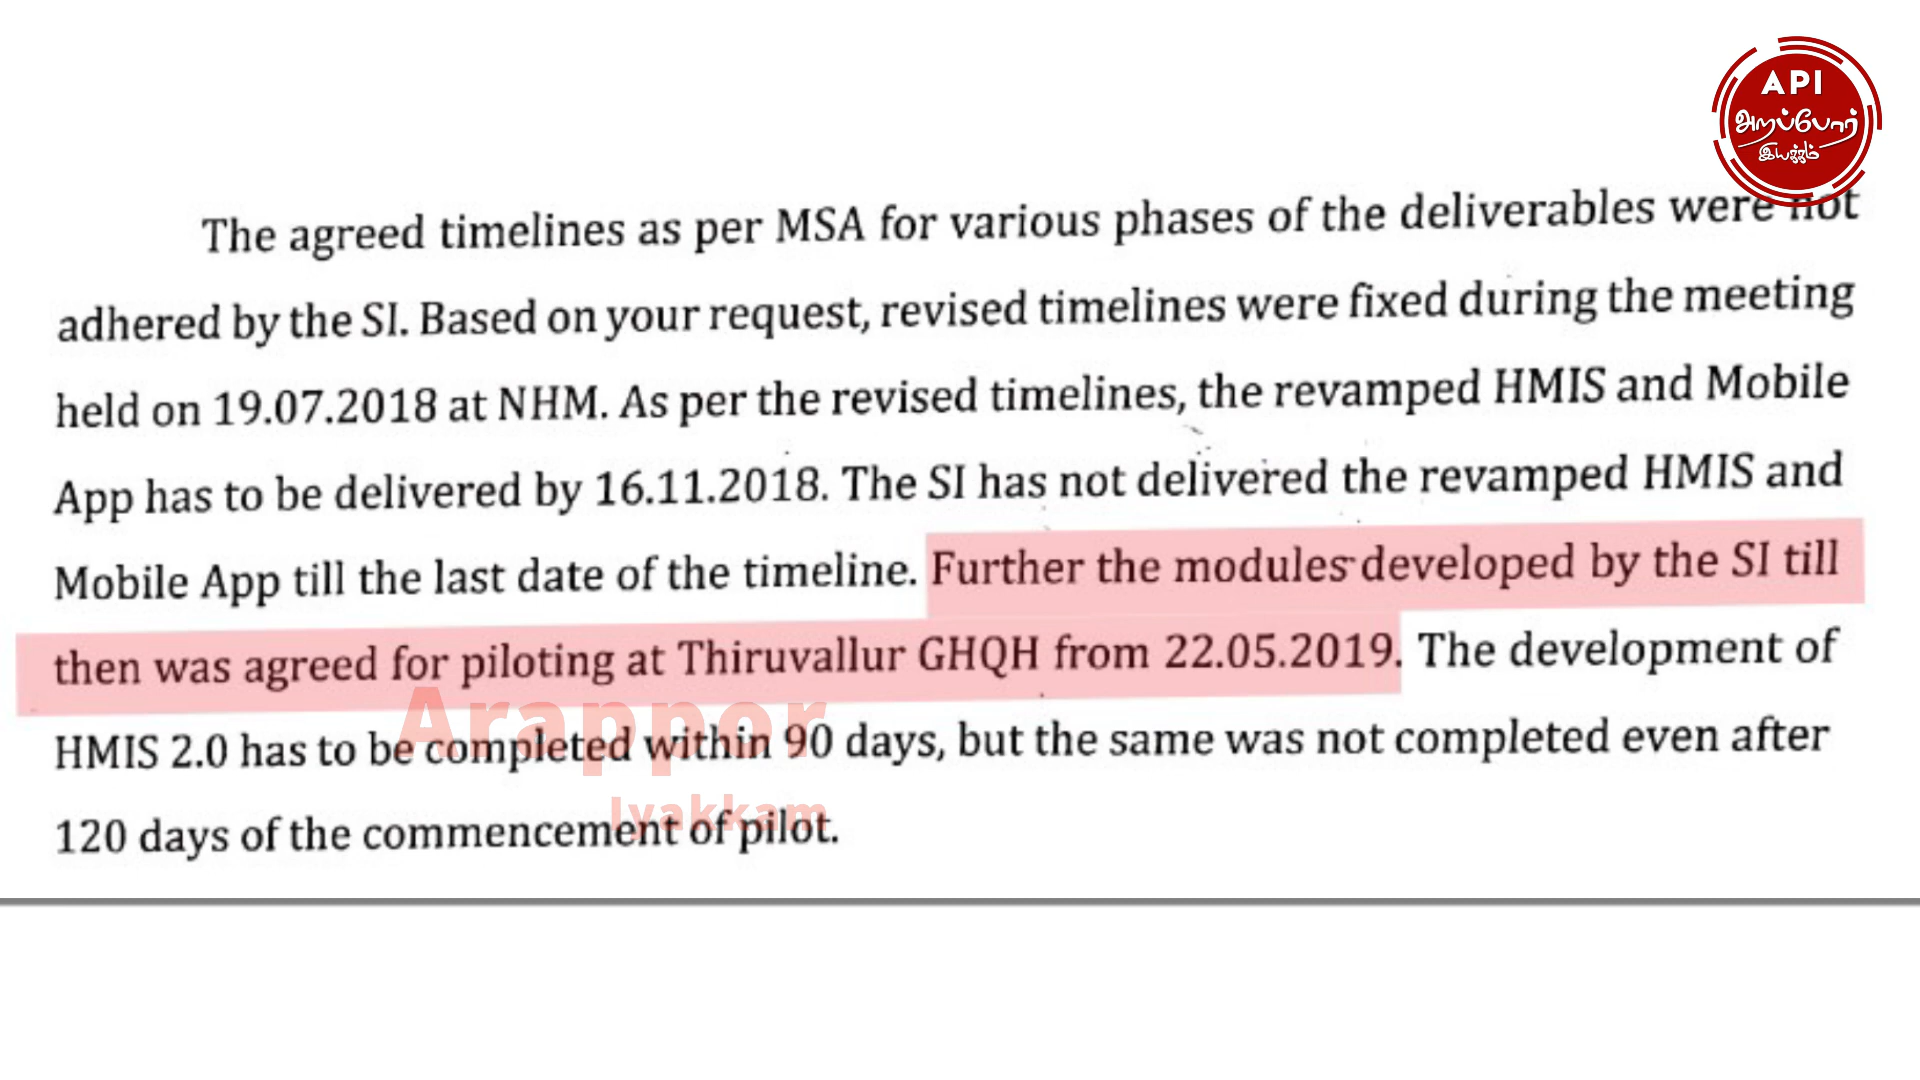 API
அறப்போர்
இயக்கம்
The agreed timelines as per MSA for various phases of the deliverables were not
adhered by the SI. Based on your request, revised timelines were fixed during the meeting
held on 19.07.2018 at NHM. As per the revised timelines, the revamped HMIS and Mobile
App has to be delivered by 16.11.2018. The SI has not delivered the revamped HMIS and
Mobile App till the last date of the timeline. Further the modules developed by the SI till
then was agreed for piloting at Thiruvallur GHQH from 22.05.2019. The development of
Arappor
HMIS 2.0 has to be completed within 90 days, but the same was not completed even after
Iyakkam
120 days of the commencement of pilot.